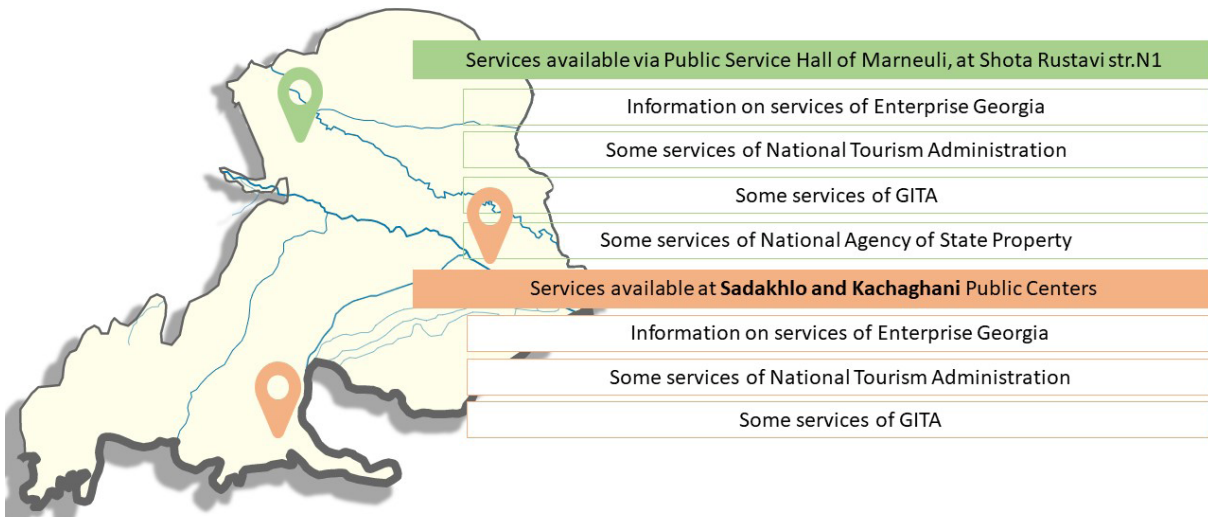 Services available via Public Service Hall of Marneuli, at Shota Rustavi str.N1
Information on services of Enterprise Georgia
Some services of National Tourism Administration
Some services of GITA
Some services of National Agency of State Property
Services available at Sadakhlo and Kachaghani Public Centers
Information on services of Enterprise Georgia
Some services of National Tourism Administration
Some services of GITA